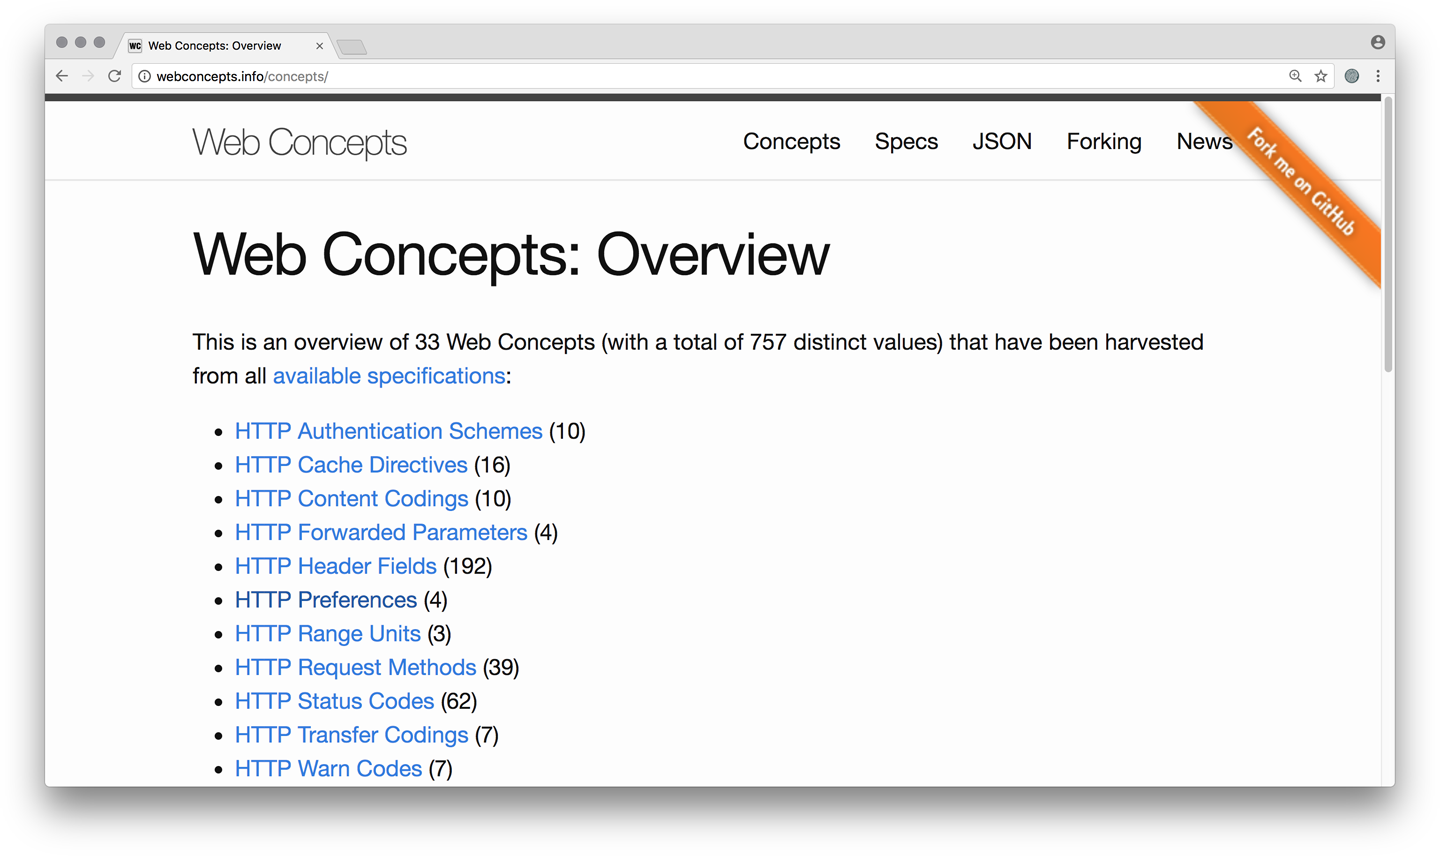 WC Web Concepts: Overview ×
webconcepts.info/concepts/
Web Concepts
Concepts Specs JSON Forking News
Fork me on GitHub
Web Concepts: Overview
This is an overview of 33 Web Concepts (with a total of 757 distinct values) that have been harvested
from all available specifications:
• HTTP Authentication Schemes (10)
• HTTP Cache Directives (16)
• HTTP Content Codings (10)
• HTTP Forwarded Parameters (4)
• HTTP Header Fields (192)
• HTTP Preferences (4)
• HTTP Range Units (3)
• HTTP Request Methods (39)
• HTTP Status Codes (62)
• HTTP Transfer Codings (7)
• HTTP Warn Codes (7)